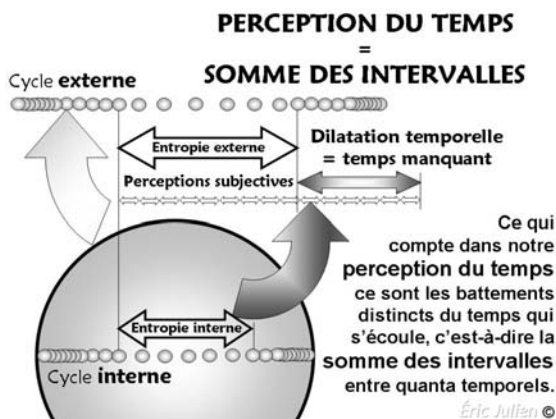 PERCEPTION DU TEMPS
=
SOMME DES INTERVALLES
Cycle externe
Entropie externe
Dilatation temporelle
= temps manquant
Perceptions subjectives
Ce qui
compte dans notre
perception du temps
ce sont les battements
distincts du temps qui
s'écoule, c'est-à-dire la
somme des intervalles
entre quanta temporels.
Entropie interne
Cycle interne
Éric Julien ©